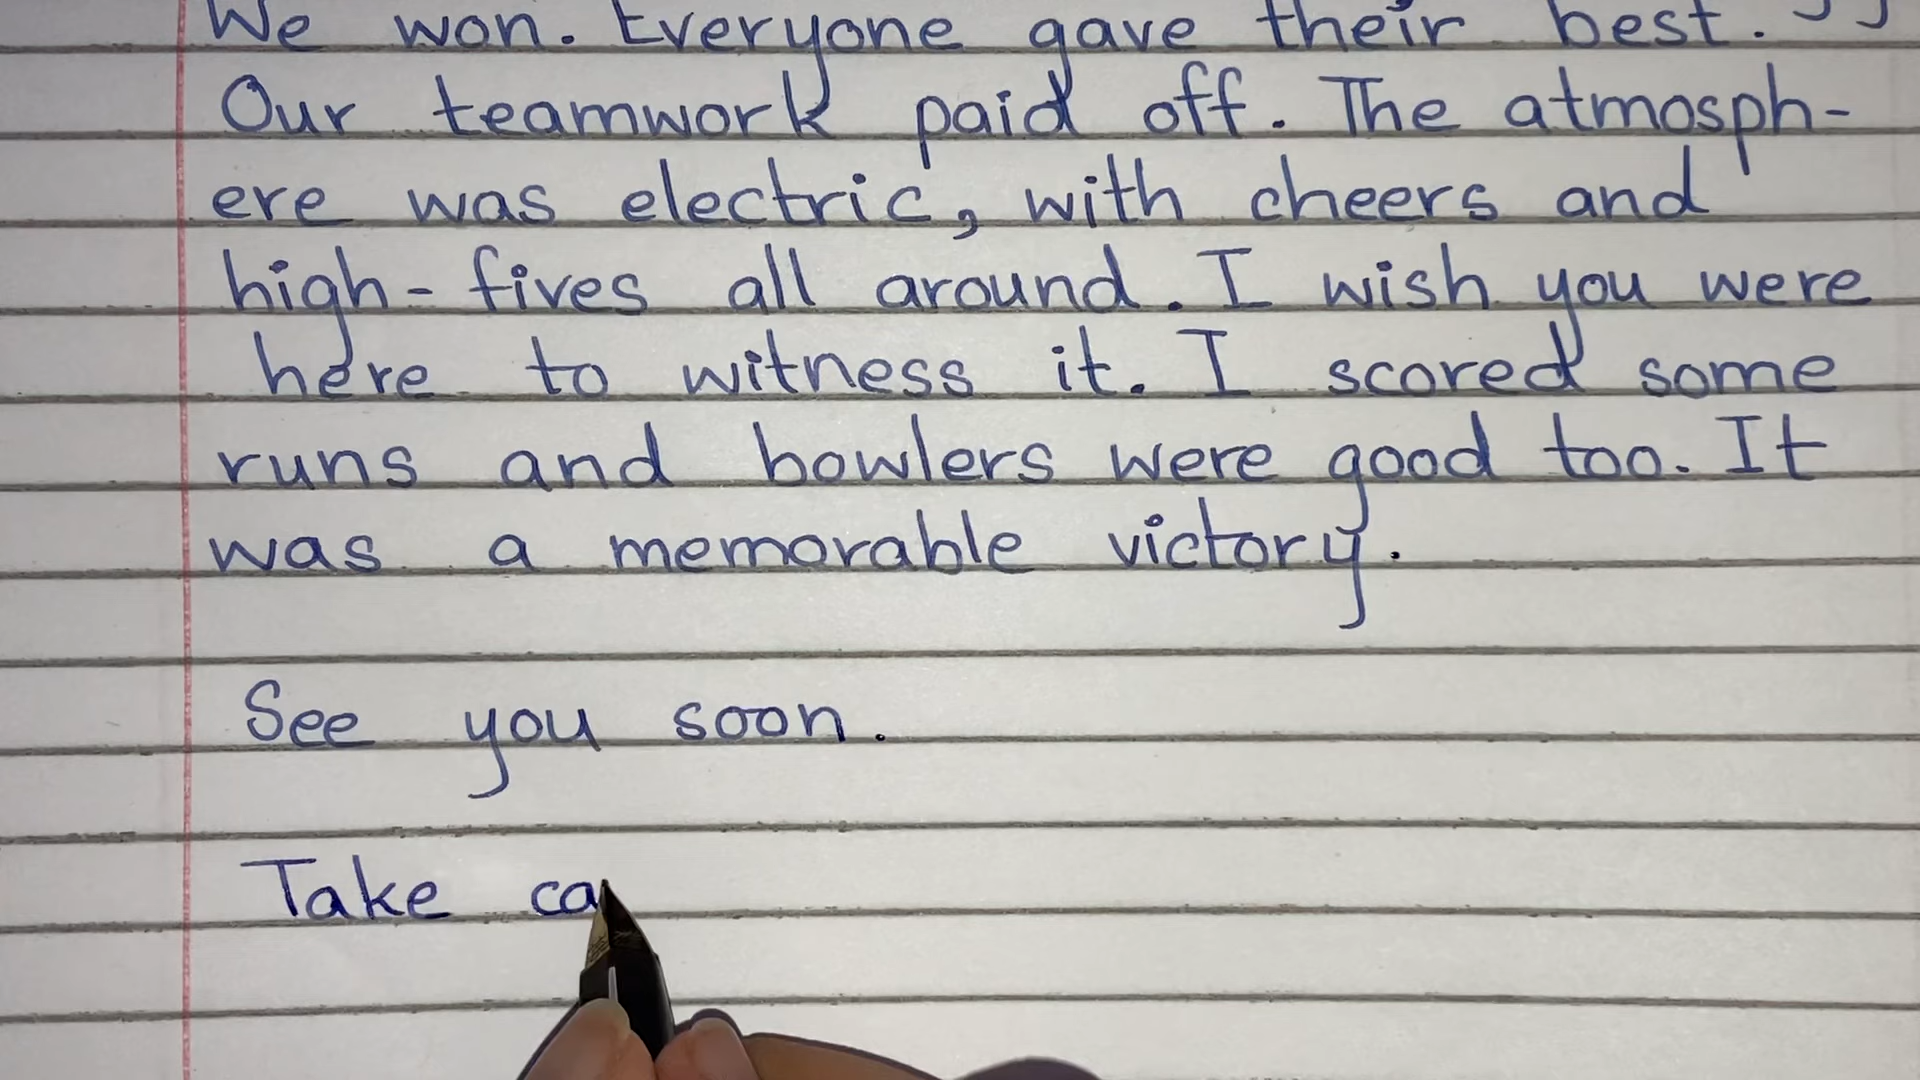 We won. Everyone gave their best.
Our teamwork paid off. The atmosph-
ere was electric, with cheers and
high-fives all around. I wish you were
here to witness it. I scored some
runs and bowlers were good too. It
was a memorable victory.
See you soon.
Take ca